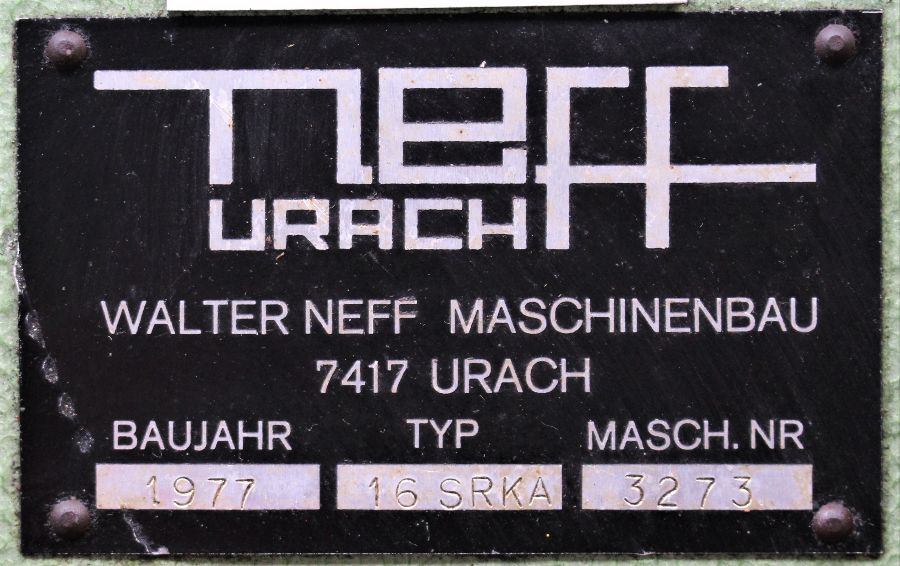 neff
URACH
WALTER NEFF MASCHINENBAU
7417 URACH
BAUJAHR TYP MASCH. NR
1977 16 SRKA 3273